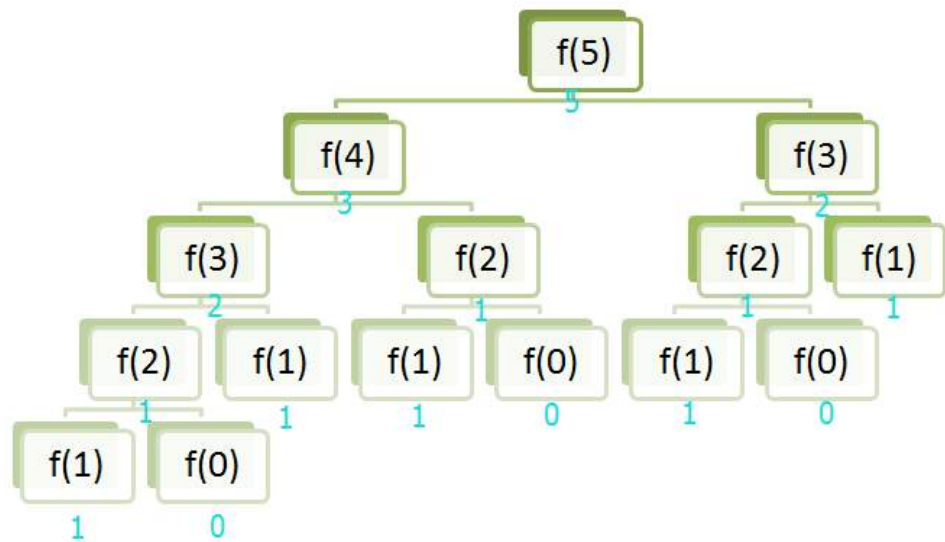 f(5)
5
f(4) f(3)
3 2
f(3) f(2) f(2) f(1)
2 1 1 1
f(2) f(1) f(1) f(0) f(1) f(0)
1 1 1 0 1 0
f(1) f(0)
1 0